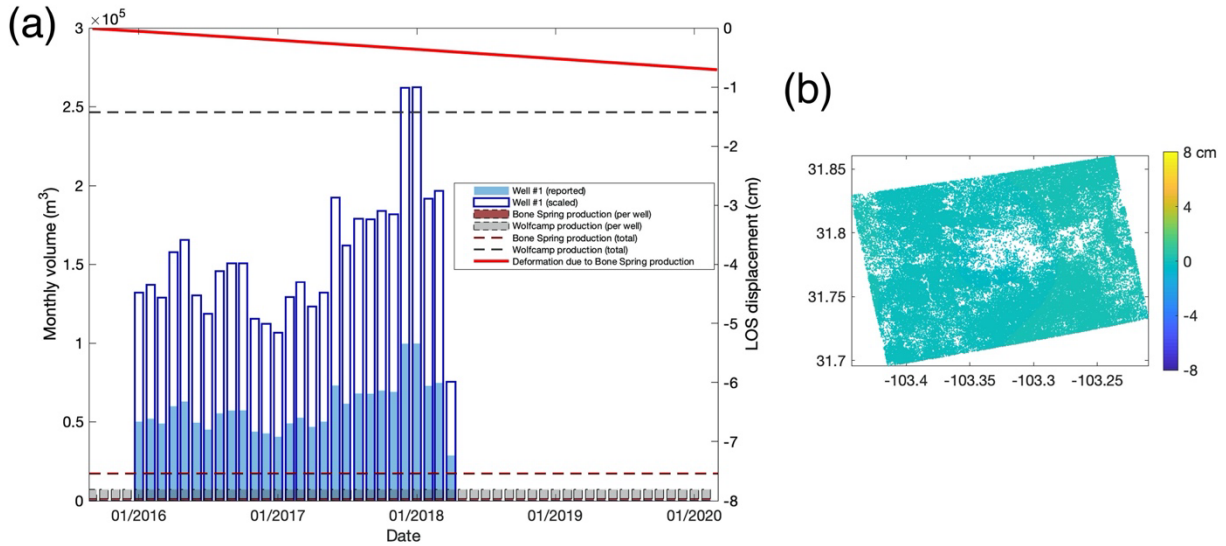 (a)
×10⁵
3
2.5
2
1.5
1
0.5
0
Monthly volume (m³)
01/2016
01/2017
01/2018
01/2019
01/2020
Date
0
-1
-2
-3
-4
-5
-6
-7
-8
LOS displacement (cm)
Well #1 (reported)
Well #1 (scaled)
Bone Spring production (per well)
Wolfcamp production (per well)
Bone Spring production (total)
Wolfcamp production (total)
Deformation due to Bone Spring production
(b)
31.85
31.8
31.75
31.7
-103.4
-103.35
-103.3
-103.25
8 cm
4
0
-4
-8